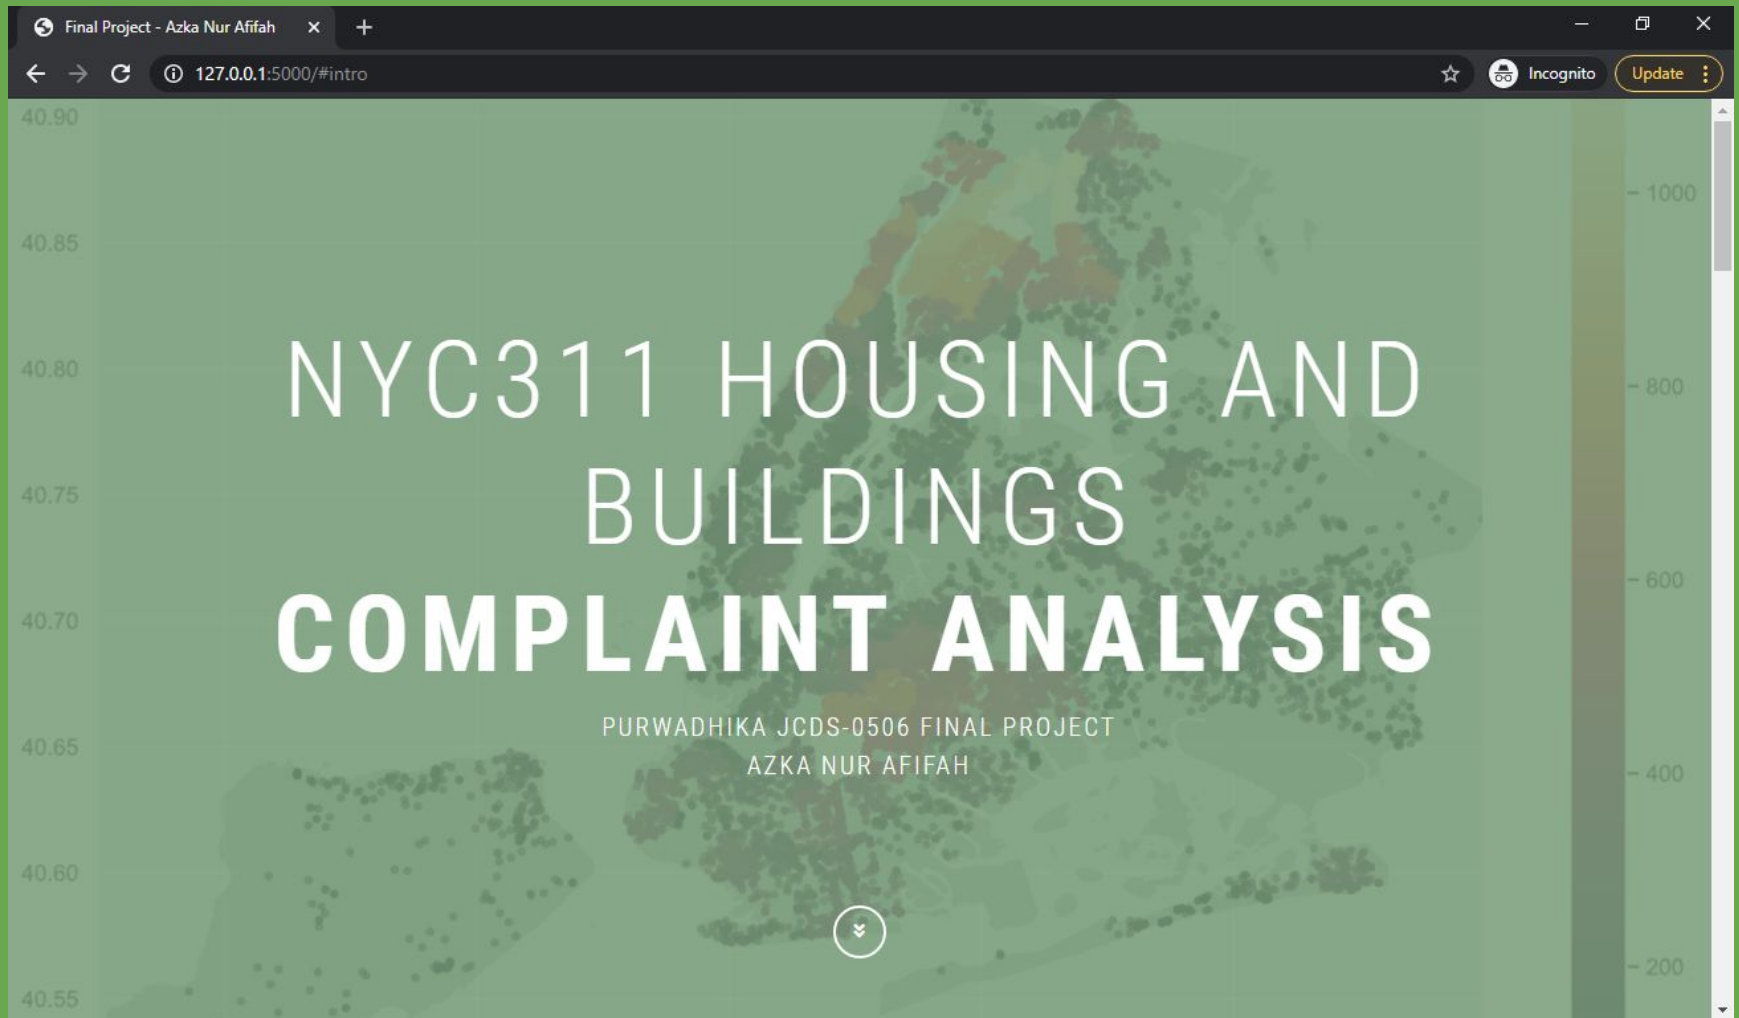 Final Project - Azka Nur Afifah
127.0.0.1:5000/#intro
Incognito
Update
40.90
40.85
40.80
40.75
40.70
40.65
40.60
40.55
NYC311 HOUSING AND
BUILDINGS
COMPLAINT ANALYSIS
PURWADHIKA JCDS-0506 FINAL PROJECT
AZKA NUR AFIFAH
1000
800
600
400
200